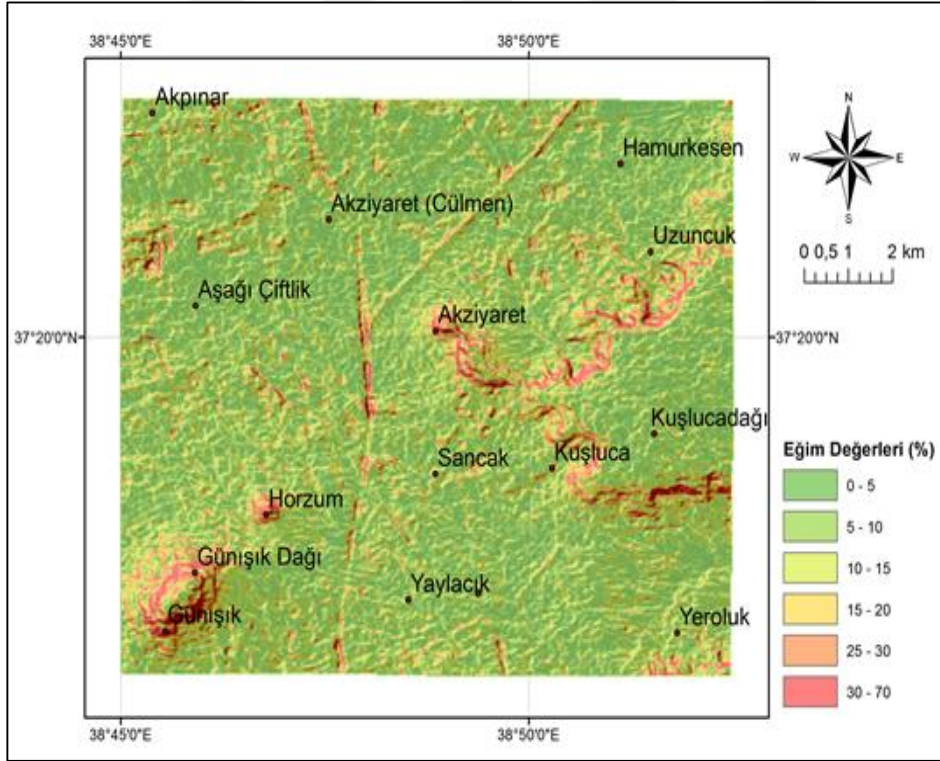 38°45'0"E 38°50'0"E
Akpınar
Hamurkesen
N
W E
S
Akziyaret (Cülmen)
Uzuncuk
0 0,5 1 2 km
Aşağı Çiftlik
Akziyaret
37°20'0"N 37°20'0"N
Kuşlucadağı
Sancak Kuşluca
Eğim Değerleri (%)
0 - 5
5 - 10
10 - 15
15 - 20
25 - 30
30 - 70
Horzum
Günışık Dağı
Yaylacık
Günışık
Yeroluk
38°45'0"E 38°50'0"E